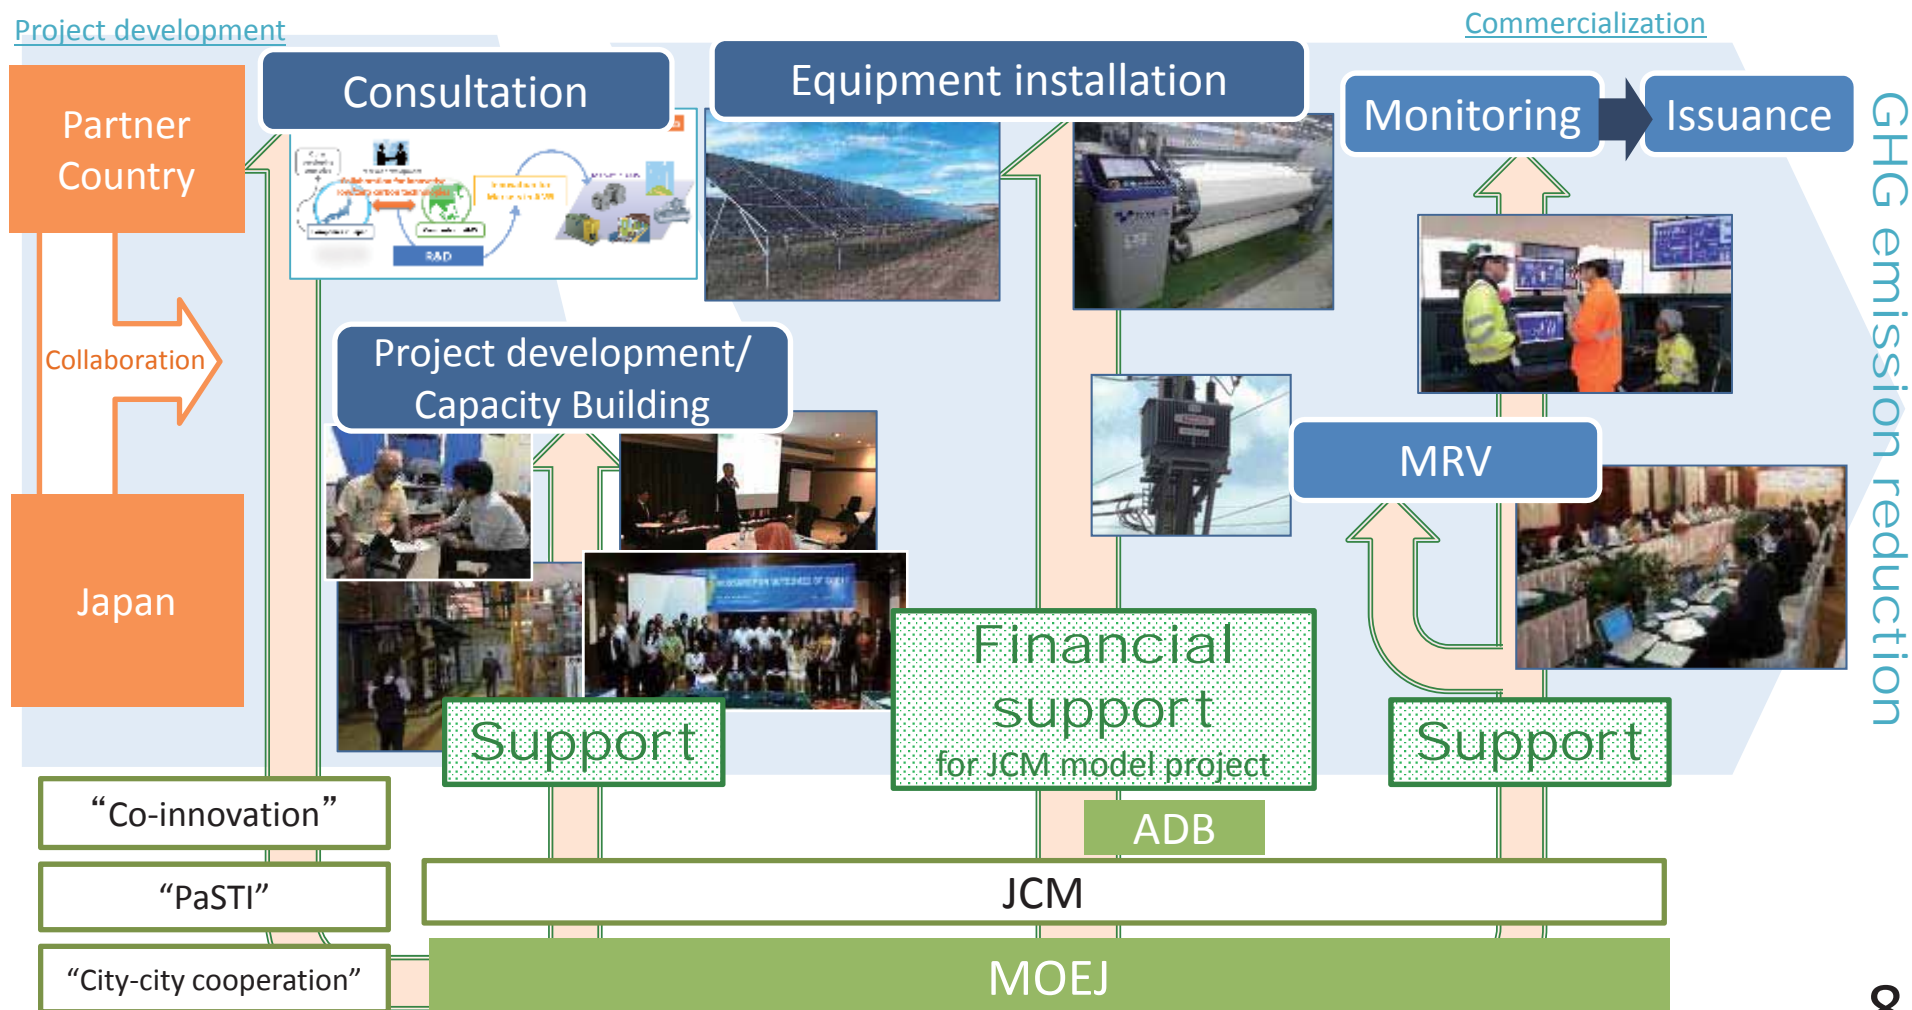 Project development
Commercialization
Partner
Country
Consultation
Equipment installation
Monitoring
Issuance
GHG emission reduction
R&D
Collaboration
Project development/
Capacity Building
MRV
Japan
Financial
support
for JCM model project
Support
Support
“Co-innovation”
ADB
“PaSTI”
JCM
“City-city cooperation”
MOEJ
8